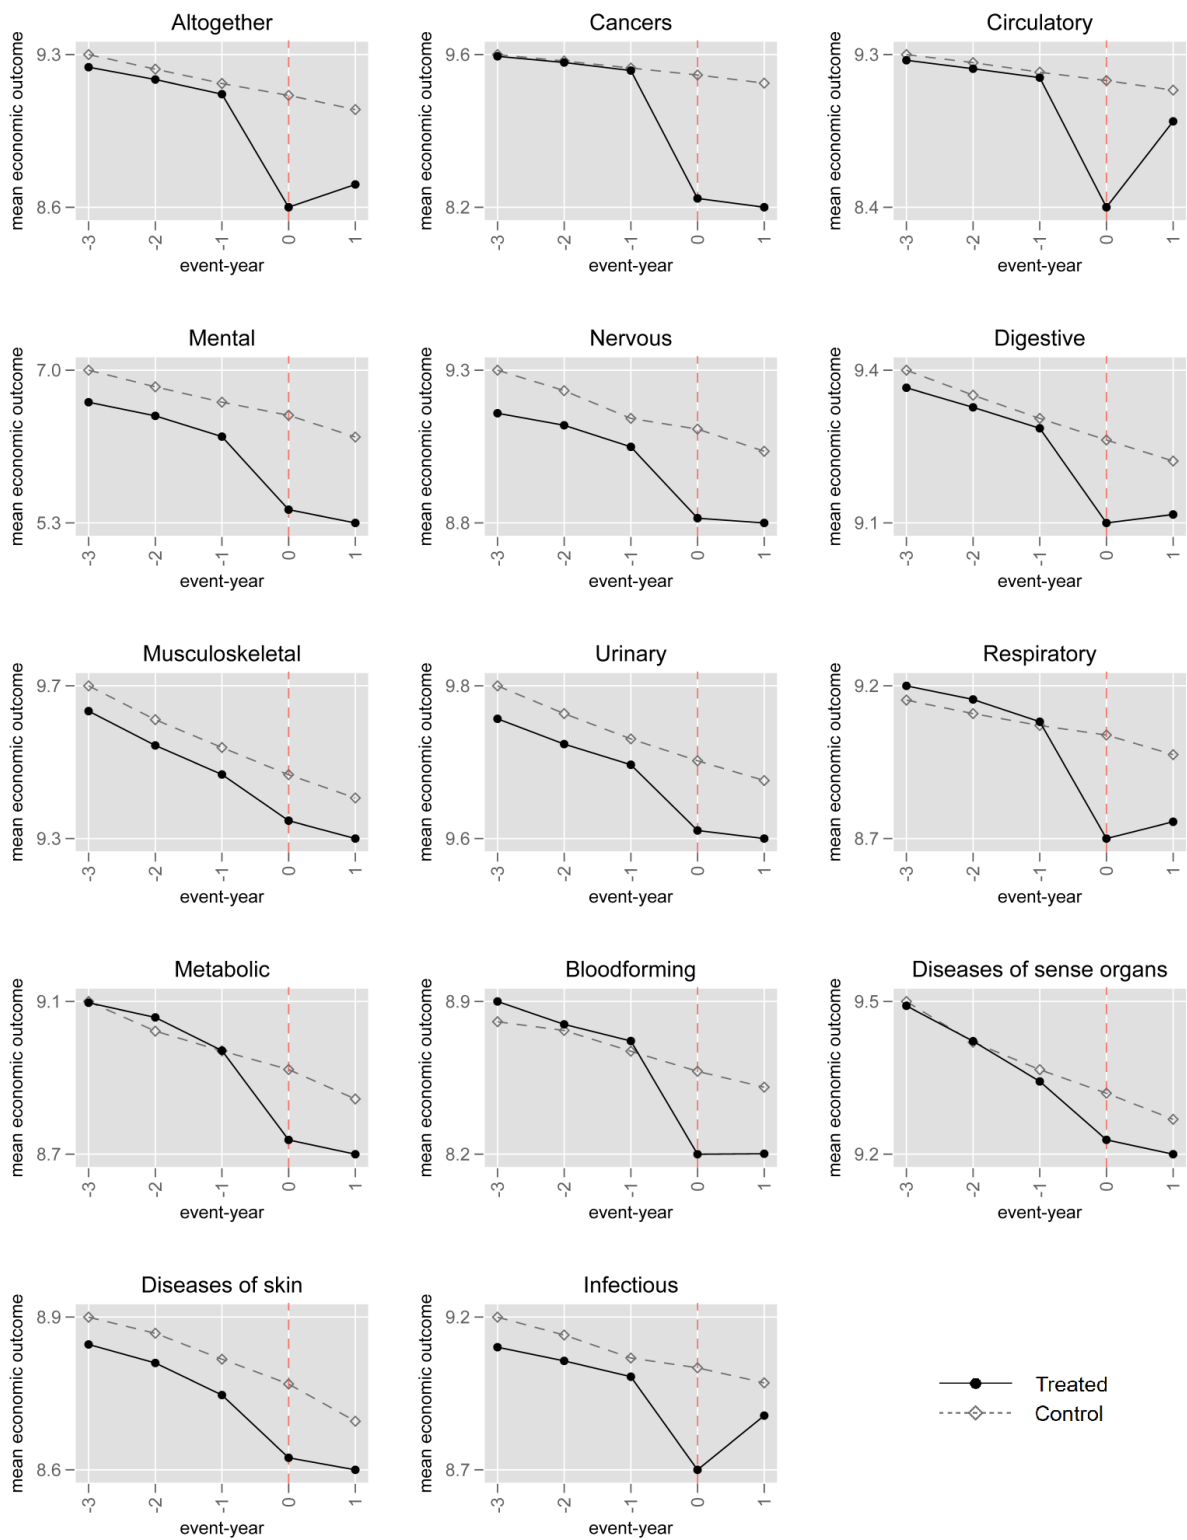 Altogether
mean economic outcome
9.3
8.6
-3 -2 -1 0 1
event-year
Cancers
mean economic outcome
9.6
8.2
-3 -2 -1 0 1
event-year
Circulatory
mean economic outcome
9.3
8.4
-3 -2 -1 0 1
event-year
Mental
mean economic outcome
7.0
5.3
-3 -2 -1 0 1
event-year
Nervous
mean economic outcome
9.3
8.8
-3 -2 -1 0 1
event-year
Digestive
mean economic outcome
9.4
9.1
-3 -2 -1 0 1
event-year
Musculoskeletal
mean economic outcome
9.7
9.3
-3 -2 -1 0 1
event-year
Urinary
mean economic outcome
9.8
9.6
-3 -2 -1 0 1
event-year
Respiratory
mean economic outcome
9.2
8.7
-3 -2 -1 0 1
event-year
Metabolic
mean economic outcome
9.1
8.7
-3 -2 -1 0 1
event-year
Bloodforming
mean economic outcome
8.9
8.2
-3 -2 -1 0 1
event-year
Diseases of sense organs
mean economic outcome
9.5
9.2
-3 -2 -1 0 1
event-year
Diseases of skin
mean economic outcome
8.9
8.6
-3 -2 -1 0 1
event-year
Infectious
mean economic outcome
9.2
8.7
-3 -2 -1 0 1
event-year
Treated
Control